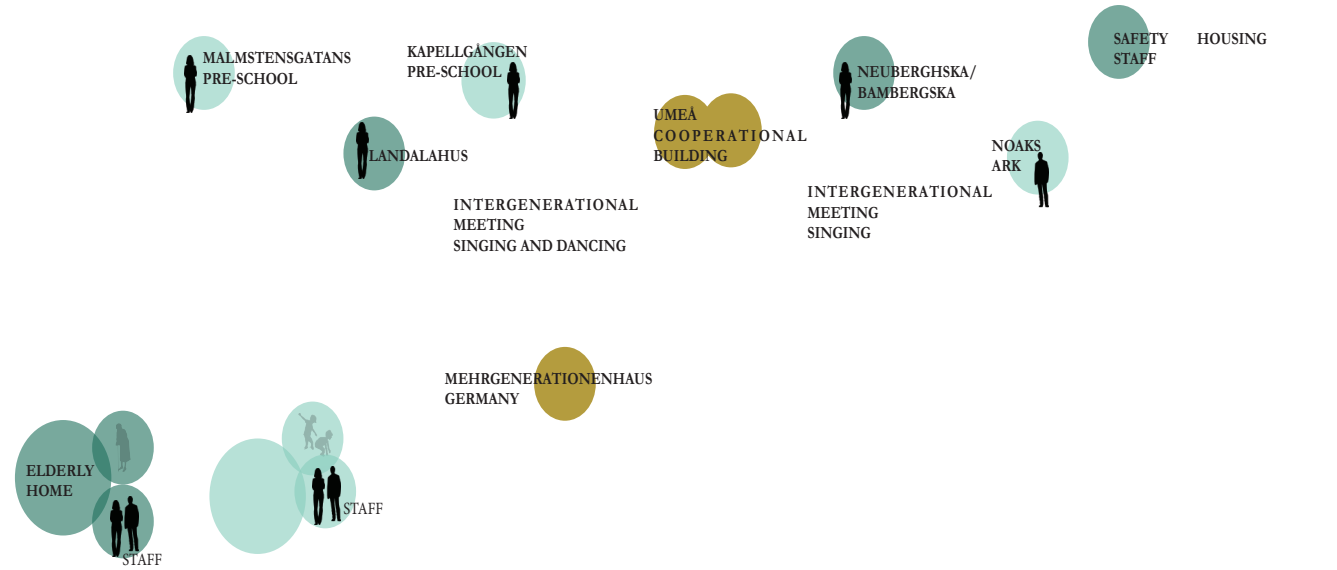 MALMSTENSGATANS
PRE-SCHOOL
KAPELLGÅNGEN
PRE-SCHOOL
NEUBERGHSKA/
BAMBERGSKA
SAFETY HOUSING
STAFF
LANDALAHUS
UMEÅ
COOPERATIONAL
BUILDING
NOAKS
ARK
INTERGENERATIONAL
MEETING
SINGING AND DANCING
INTERGENERATIONAL
MEETING
SINGING
MEHRGENERATIONENHAUS
GERMANY
ELDERLY
HOME
STAFF
STAFF